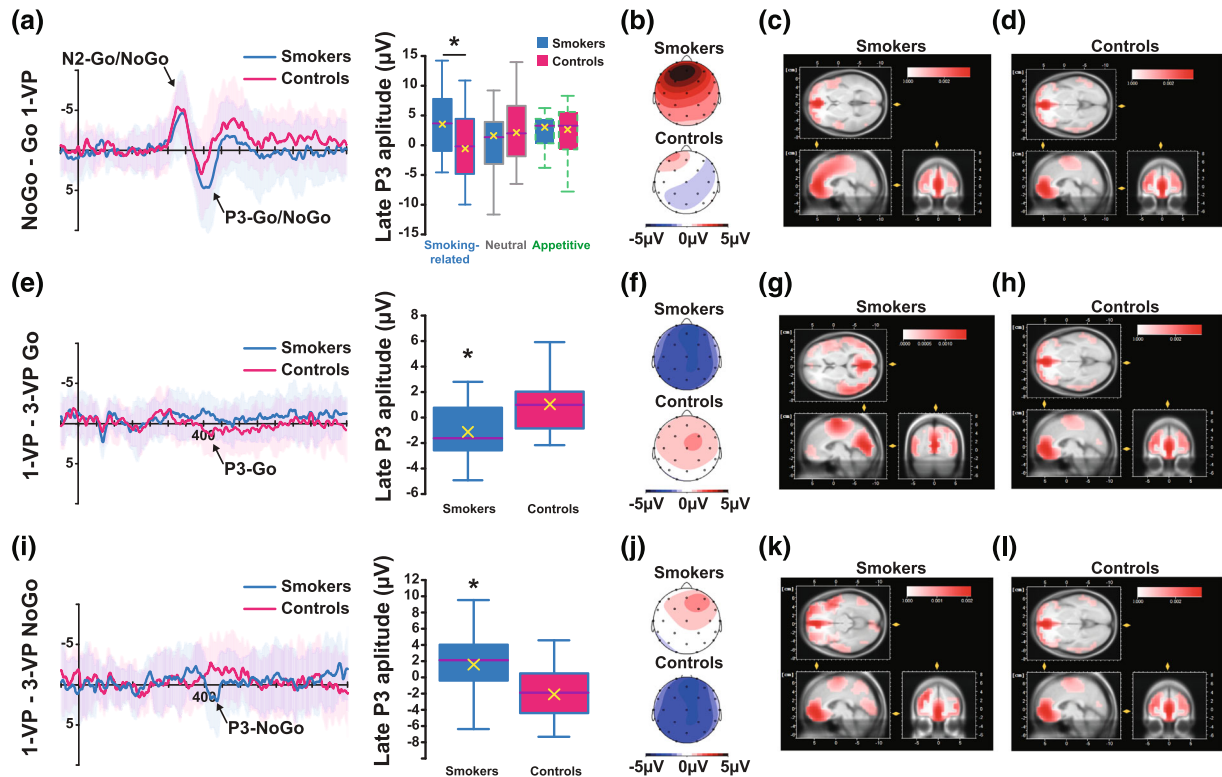 (a)
NoGo - Go 1-VP
N2-Go/NoGo
Smokers
Controls
-5
5
P3-Go/NoGo
Late P3 aplitude (μV)
15
10
5
0
-5
-10
-15
*
Smokers
Controls
Smoking-
related
Neutral
Appetitive
(b)
Smokers
Controls
-5μV 0μV 5μV
(c)
Smokers
(d)
Controls
(e)
1-VP - 3-VP Go
Smokers
Controls
-5
5
400
P3-Go
Late P3 aplitude (μV)
8
6
4
2
0
-2
-4
-6
*
Smokers
Controls
(f)
Smokers
Controls
-5μV 0μV 5μV
(g)
Smokers
(h)
Controls
(i)
1-VP - 3-VP NoGo
Smokers
Controls
-5
5
400
P3-NoGo
Late P3 aplitude (μV)
12
10
8
6
4
2
0
-2
-4
-6
-8
*
Smokers
Controls
(j)
Smokers
Controls
-5μV 0μV 5μV
(k)
Smokers
(l)
Controls